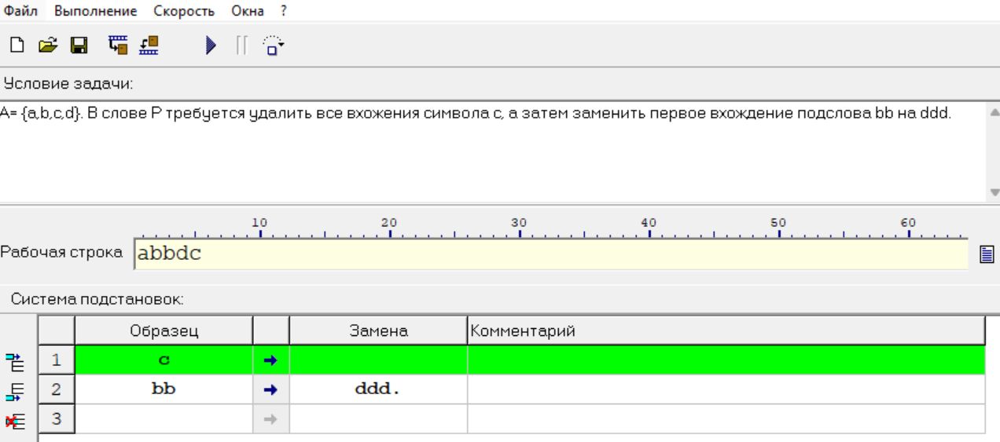 Файл Выполнение Скорость Окна ?
Условие задачи:
A= {a,b,c,d}. В слове P требуется удалить все вхожения символа c, а затем заменить первое вхождение подслова bb на ddd.
10 20 30 40 50 60
Рабочая строка abbdc
Система подстановок:
Образец Замена Комментарий
1 c
2 bb ddd.
3